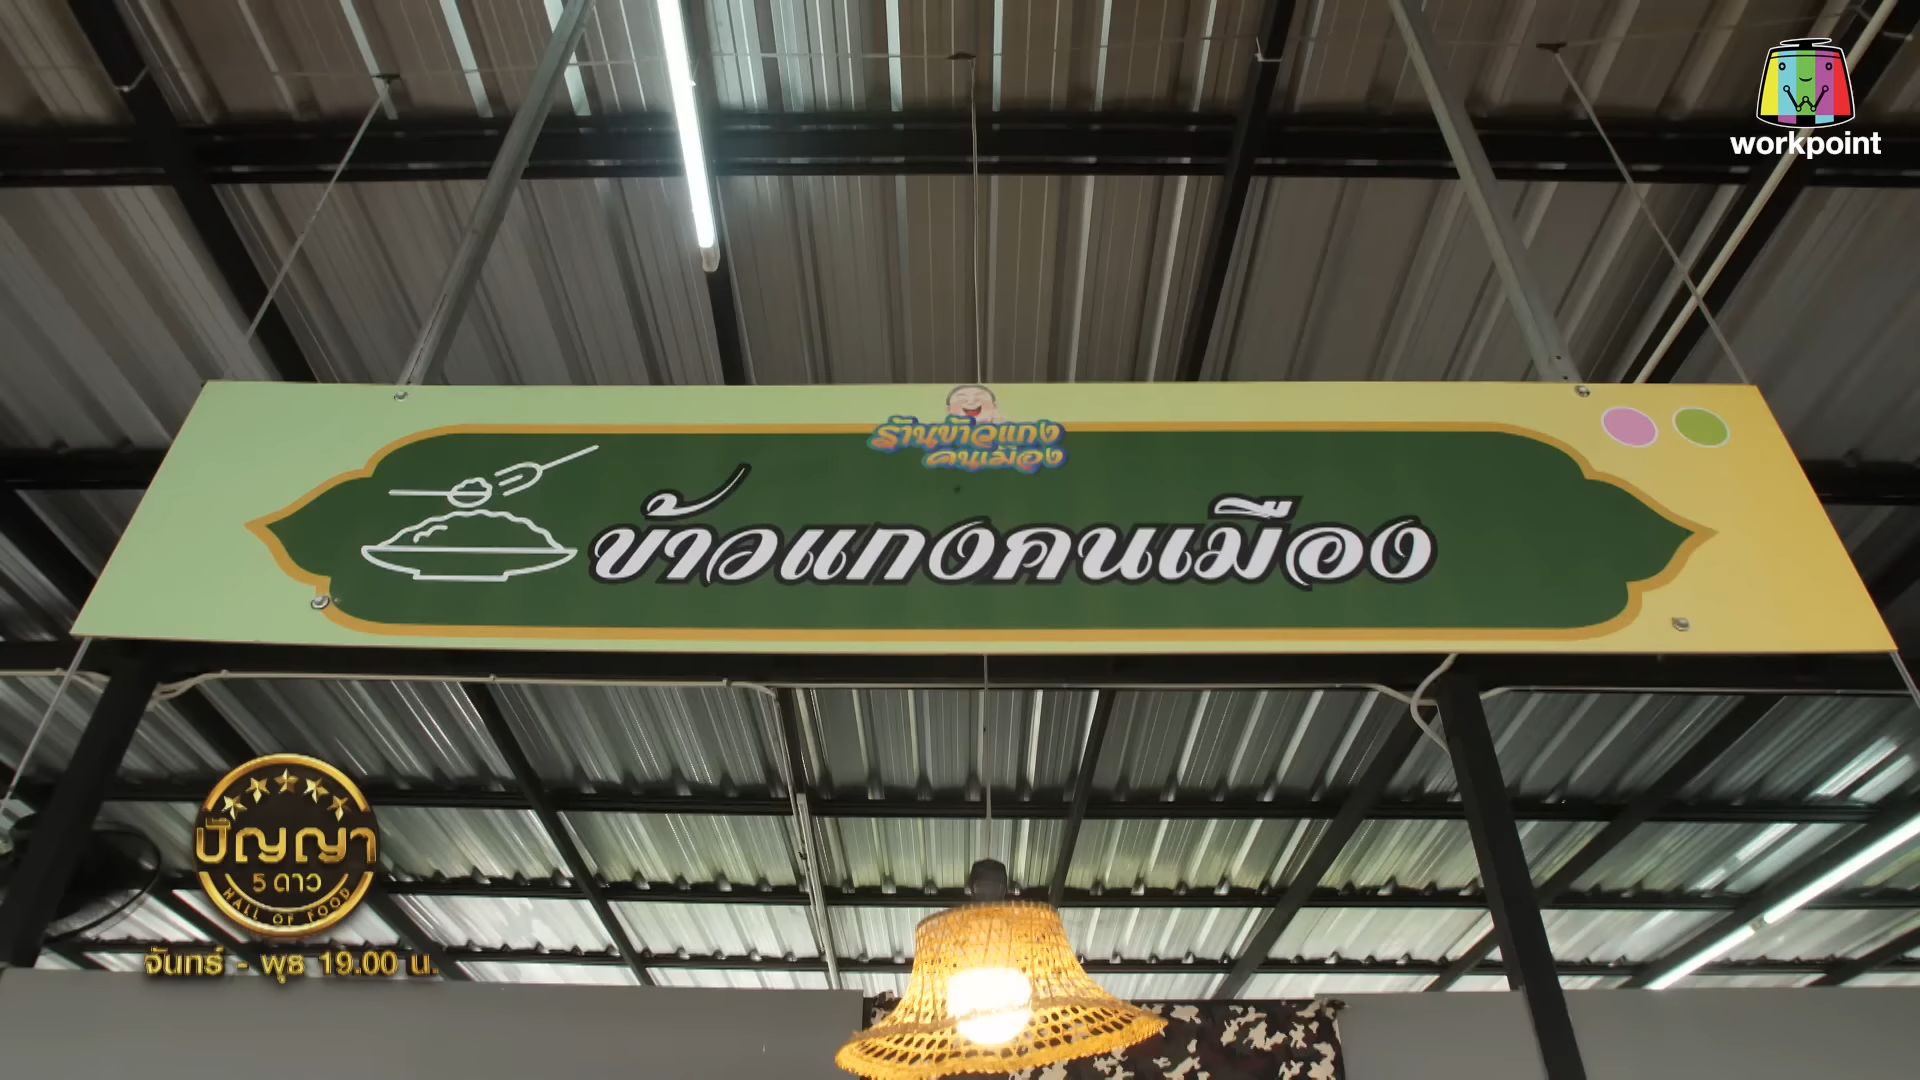 workpoint
ร้านข้าวแกง
คนเมือง
ข้าวแกงคนเมือง
ปัญญา
5 ดาว
HALL OF FOOD
จันทร์ - พุธ 19.00 น.